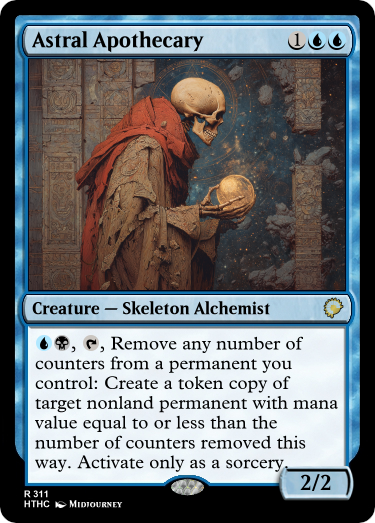 Astral Apothecary 1
Creature — Skeleton Alchemist
, , Remove any number of
counters from a permanent you
control: Create a token copy of
target nonland permanent with mana
value equal to or less than the
number of counters removed this
way. Activate only as a sorcery.
2/2
R 311
HTHC Midjourney